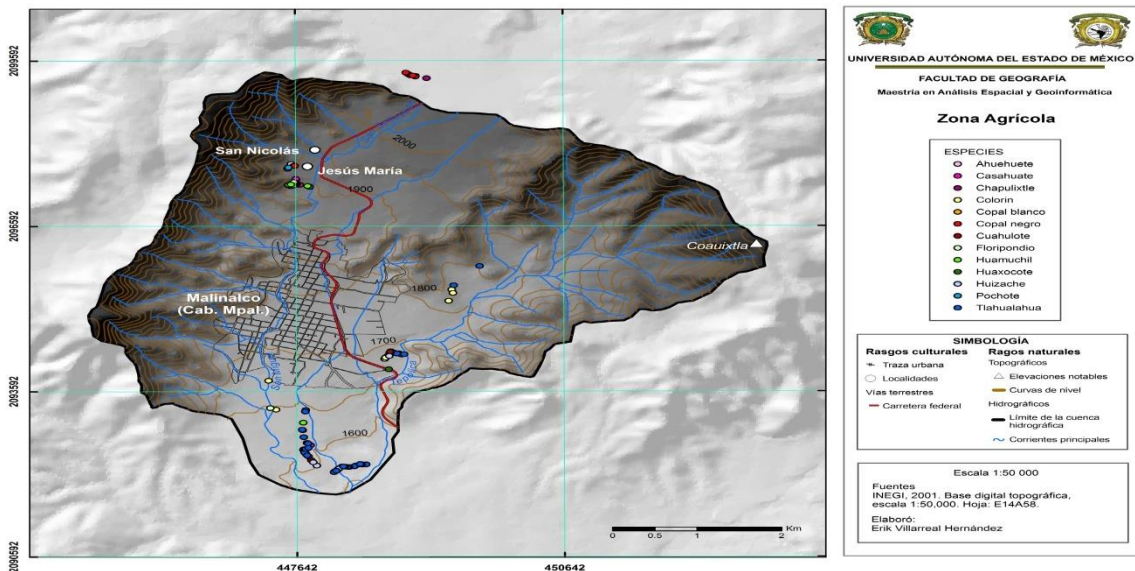 2099592
2096592
2093592
2090592
447642
450642
San Nicolás
Jesús María
2000
1900
Coauixtla
1800
Malinalco
(Cab. Mpal.)
1700
1600
Km
0 0.5 1 2
UNIVERSIDAD AUTÓNOMA DEL ESTADO DE MÉXICO
FACULTAD DE GEOGRAFÍA
Maestría en Análisis Espacial y Geoinformática
Zona Agrícola
ESPECIES
Ahuehuete
Casahuate
Chapulixtle
Colorin
Copal blanco
Copal negro
Cuahulote
Floripondio
Huamuchil
Huaxocote
Huizache
Pochote
Tlahualahua
SIMBOLOGÍA
Rasgos culturales
Traza urbana
Localidades
Vías terrestres
Carretera federal
Ragos naturales
Topográficos
Elevaciones notables
Curvas de nivel
Hidrográficos
Límite de la cuenca
hidrográfica
Corrientes principales
Escala 1:50 000
Fuentes
INEGI, 2001. Base digital topográfica,
escala 1:50,000. Hoja: E14A58.
Elaboró:
Erik Villarreal Hernández